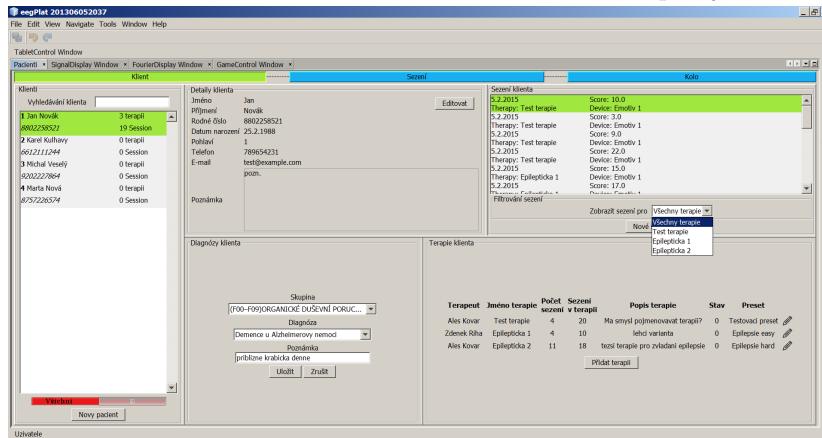 eegPlat 201306052037
File Edit View Navigate Tools Window Help
TabletControl Window
Pacienti × SignalDisplay Window × FourierDisplay Window × GameControl Window ×
Klient Sezení Kolo
Klienti
Vyhledávání klienta
1 Jan Novák 3 terapii
8802258521 19 Session
2 Karel Kulhavy 0 terapii
6612111244 0 Session
3 Michal Veselý 0 terapii
9202227864 0 Session
4 Marta Nová 0 terapii
8757226574 0 Session
Všichni
Novy pacient
Detaily klienta
Jméno Jan
Editovat
Příjmení Novák
Rodné číslo 8802258521
Datum narození 25.2.1988
Pohlaví 1
Telefon 789654231
E-mail test@example.com
pozn.
Poznámka
Sezení klienta
5.2.2015 Score: 10.0
Therapy: Test terapie Device: Emotiv 1
5.2.2015 Score: 3.0
Therapy: Test terapie Device: Emotiv 1
5.2.2015 Score: 9.0
Therapy: Test terapie Device: Emotiv 1
5.2.2015 Score: 22.0
Therapy: Test terapie Device: Emotiv 1
5.2.2015 Score: 15.0
Therapy: Epilepticka 1 Device: Emotiv 1
5.2.2015 Score: 17.0
Therapy: Epilepticka 1 Device: Emotiv 1
Filtrování sezení
Zobrazit sezení pro Všechny terapie
Všechny terapie
Test terapie
Epilepticka 1
Epilepticka 2
Nové
Diagnózy klienta
Skupina
(F00-F09)ORGANICKÉ DUŠEVNÍ PORUC...
Diagnóza
Demence u Alzheimerovy nemoci
Poznámka
priblizne krabicka denne
Uložit Zrušit
Terapie klienta
Terapeut Jméno terapie Počet sezení Sezení v terapii Popis terapie Stav Preset
Ales Kovar Test terapie 4 20 Ma smysl pojmenovavat terapii? 0 Testovaci preset
Zdenek Riha Epilepticka 1 4 10 lehci varianta 0 Epilepsie easy
Ales Kovar Epilepticka 2 11 18 tezsi terapie pro zvladani epilepsie 0 Epilepsie hard
Přidat terapii
Uzivatele